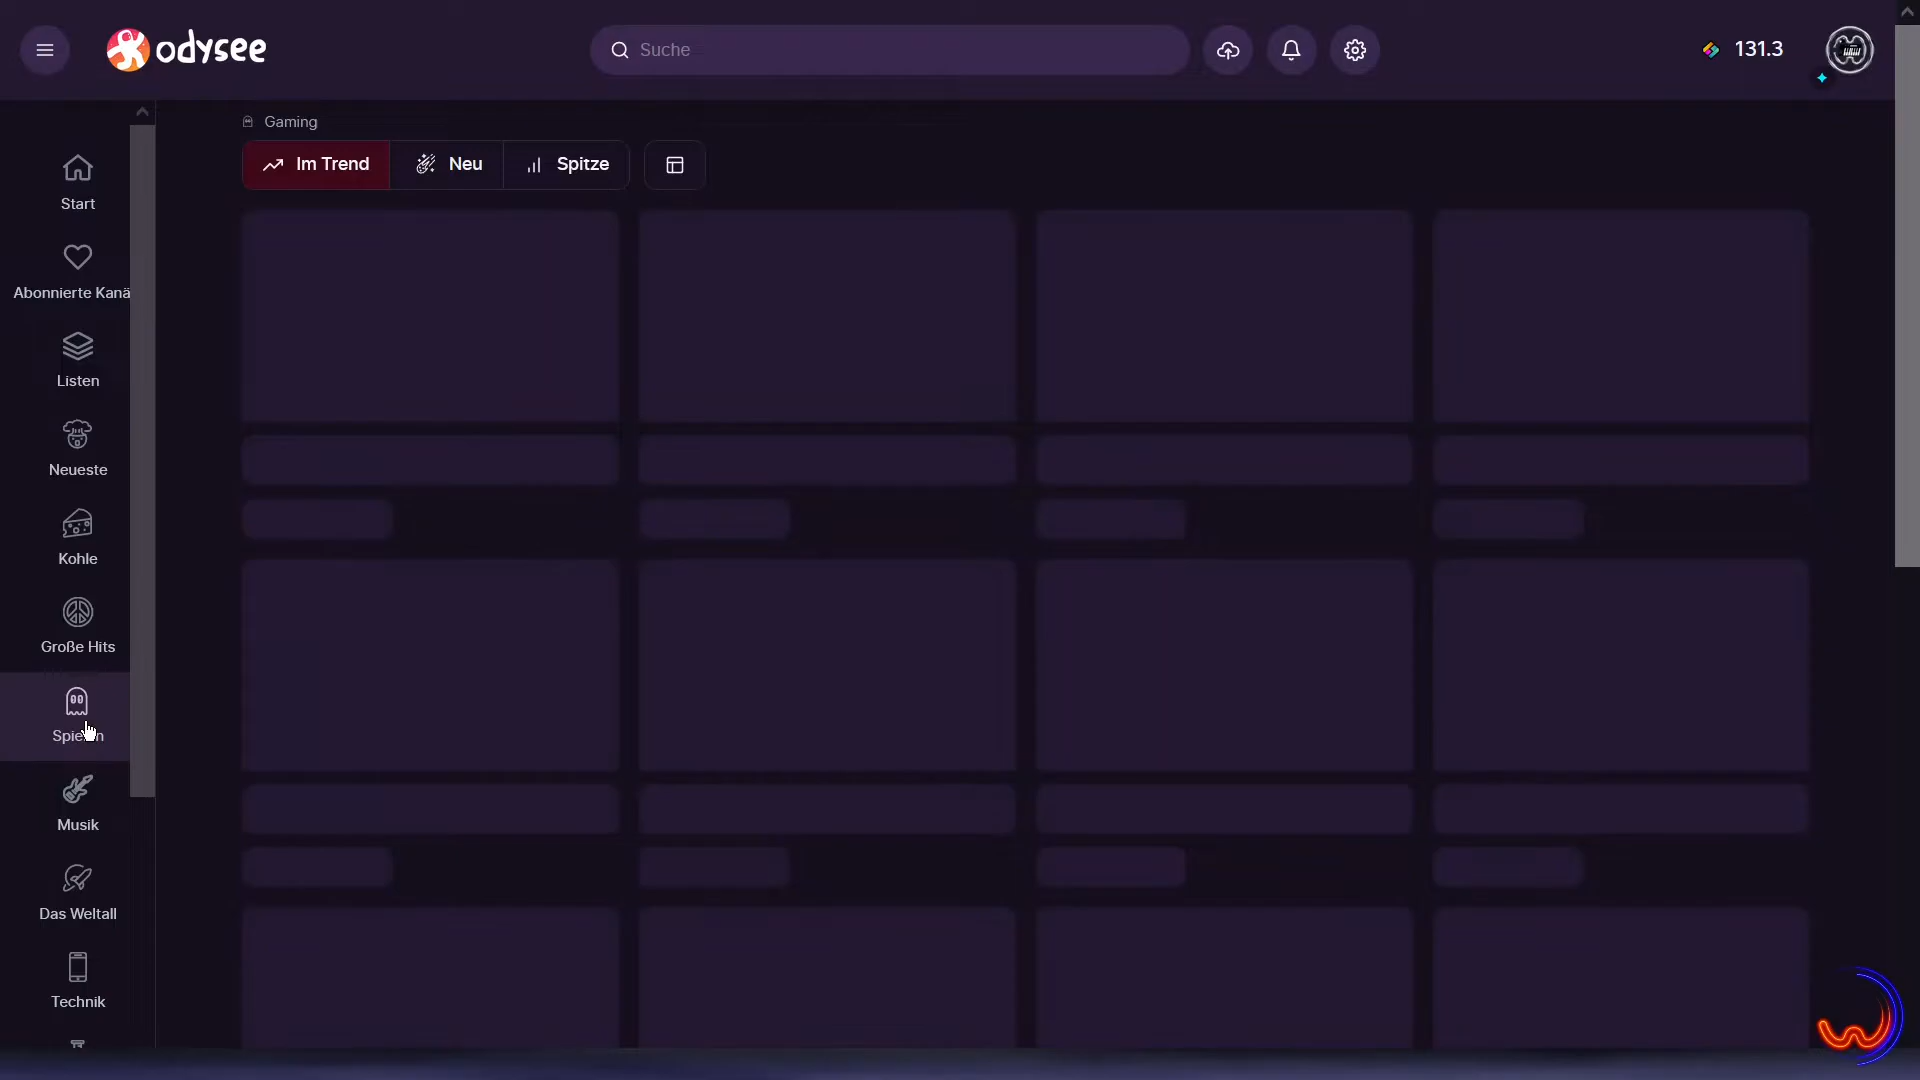 odysee
Suche
131.3
Gaming
Im Trend
Neu
Spitze
Start
Abonnierte Kanä
Listen
Neueste
Kohle
Große Hits
Musik
Das Weltall
Technik